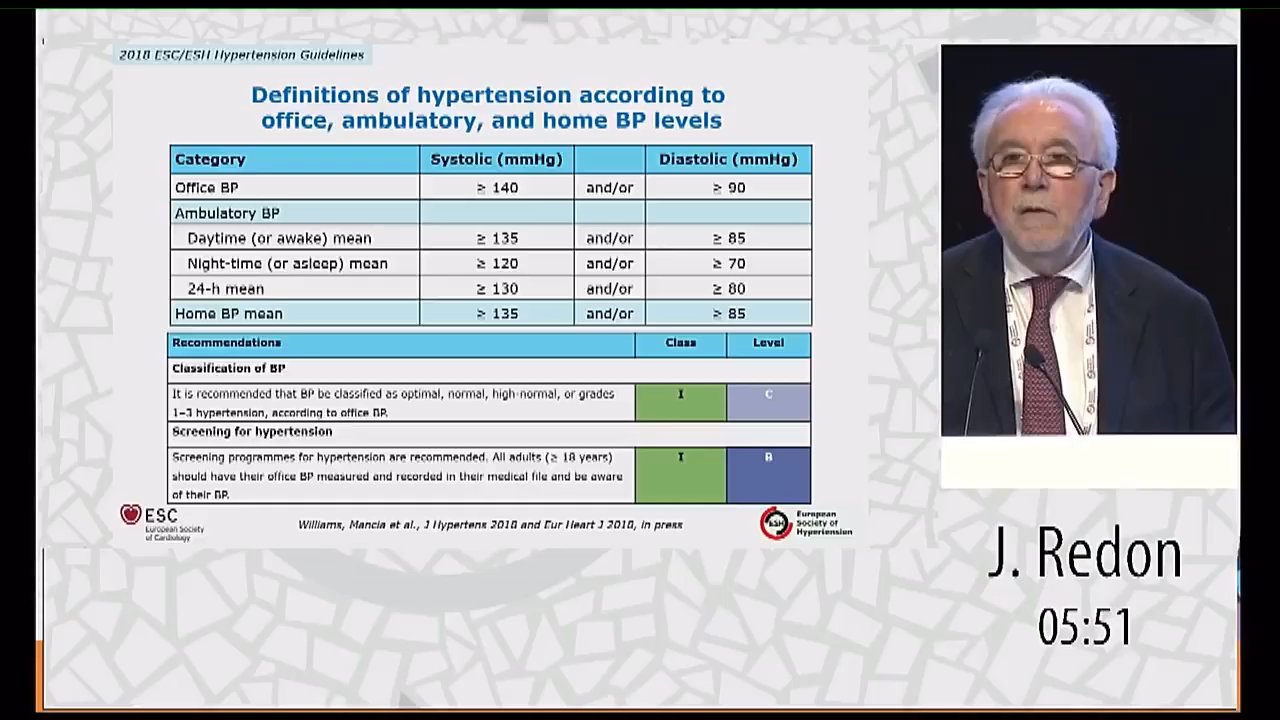 2018 ESC/ESH Hypertension Guidelines
Definitions of hypertension according to
office, ambulatory, and home BP levels
Category Systolic (mmHg) Diastolic (mmHg)
Office BP ≥ 140 and/or ≥ 90
Ambulatory BP
Daytime (or awake) mean ≥ 135 and/or ≥ 85
Night-time (or asleep) mean ≥ 120 and/or ≥ 70
24-h mean ≥ 130 and/or ≥ 80
Home BP mean ≥ 135 and/or ≥ 85
Recommendations Class Level
Classification of BP
It is recommended that BP be classified as optimal, normal, high-normal, or grades I C
1–3 hypertension, according to office BP.
Screening for hypertension
Screening programmes for hypertension are recommended. All adults (≥ 18 years) I B
should have their office BP measured and recorded in their medical file and be aware
of their BP.
ESC
European Society
of Cardiology
Williams, Mancia et al., J Hypertens 2018 and Eur Heart J 2018, in press
ESH
European
Society of
Hypertension
J. Redon
05:51